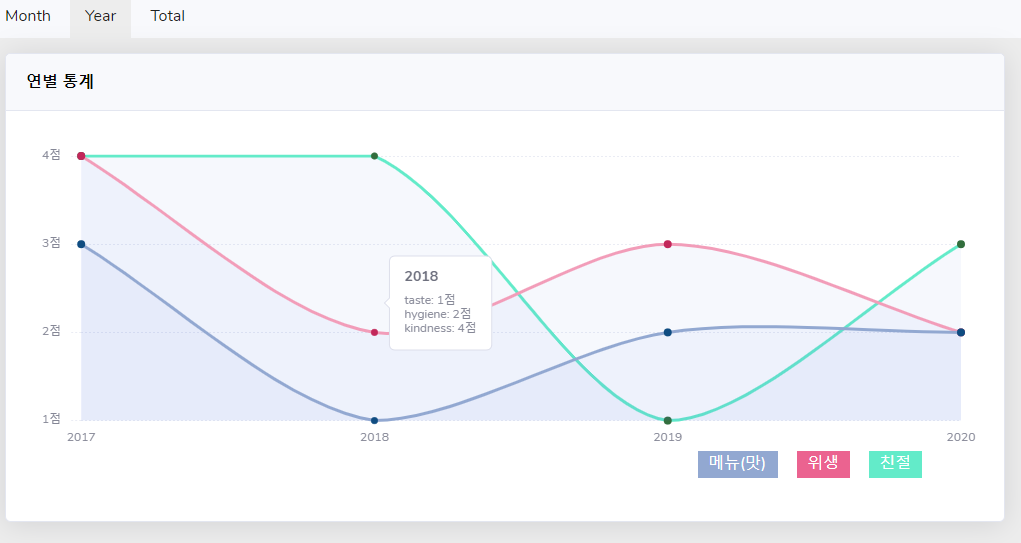 Month Year Total
연별 통계
4점
3점
2점
1점
2018
taste: 1점
hygiene: 2점
kindness: 4점
2017 2018 2019 2020
메뉴(맛) 위생 친절